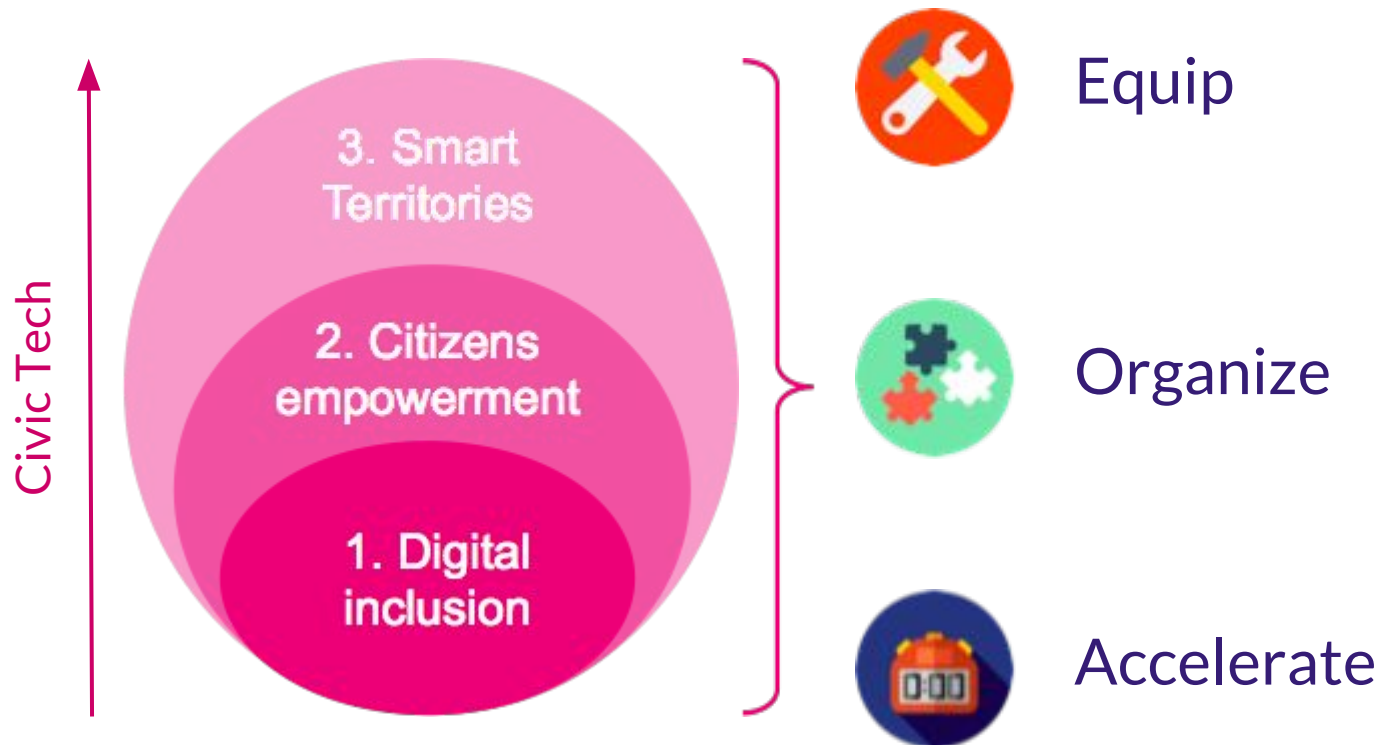 Civic Tech
3. Smart
Territories
2. Citizens
empowerment
1. Digital
inclusion
Equip
Organize
0:00
Accelerate